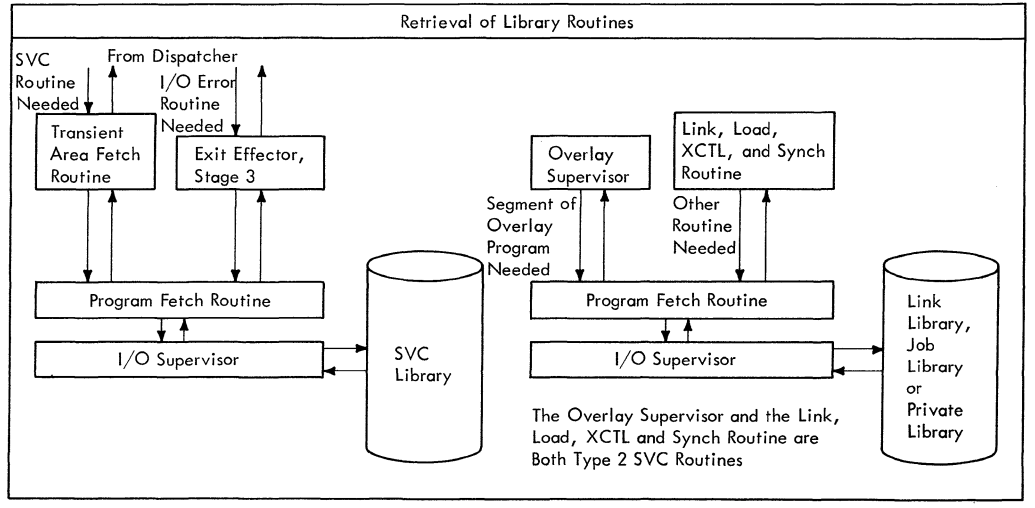 Retrieval of Library Routines
SVC
Routine
Needed
From Dispatcher
I/O Error
Routine
Needed
Transient
Area Fetch
Routine
Exit Effector,
Stage 3
Program Fetch Routine
I/O Supervisor
SVC
Library
Overlay
Supervisor
Link, Load,
XCTL, and Synch
Routine
Segment of
Overlay
Program
Needed
Other
Routine
Needed
Program Fetch Routine
I/O Supervisor
Link
Library,
Job
Library
or
Private
Library
The Overlay Supervisor and the Link,
Load, XCTL and Synch Routine are
Both Type 2 SVC Routines